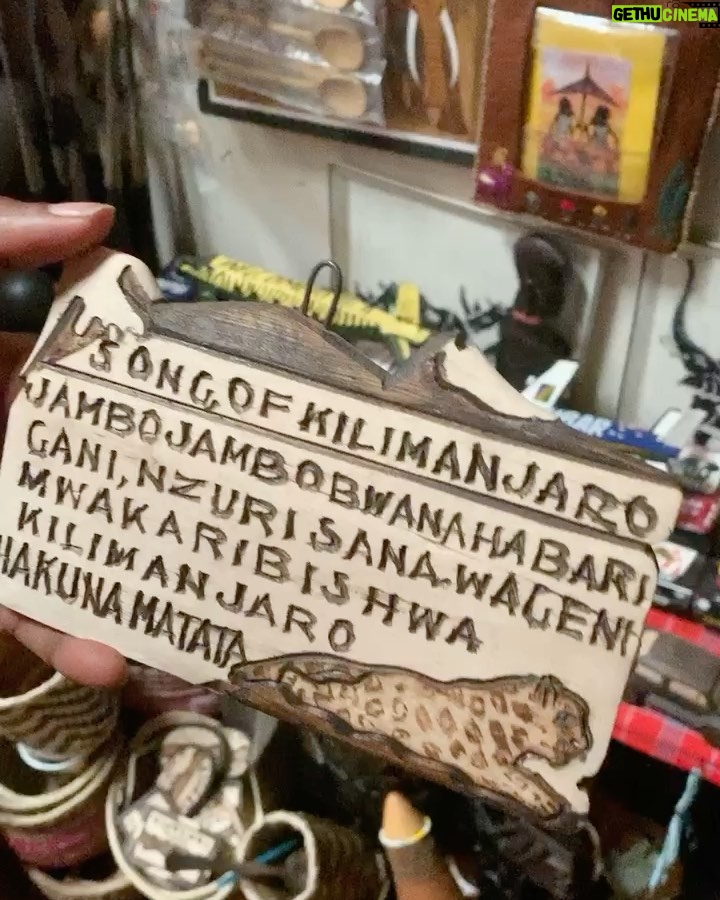 GETHUCINEMA
SONG OF KILIMANJARO
JAMBO JAMBO BWANA HABARI
GANI, NZURI SANA WAGENI
MWAKARIBISHWA
KILIMANJARO
HAKUNA MATATA